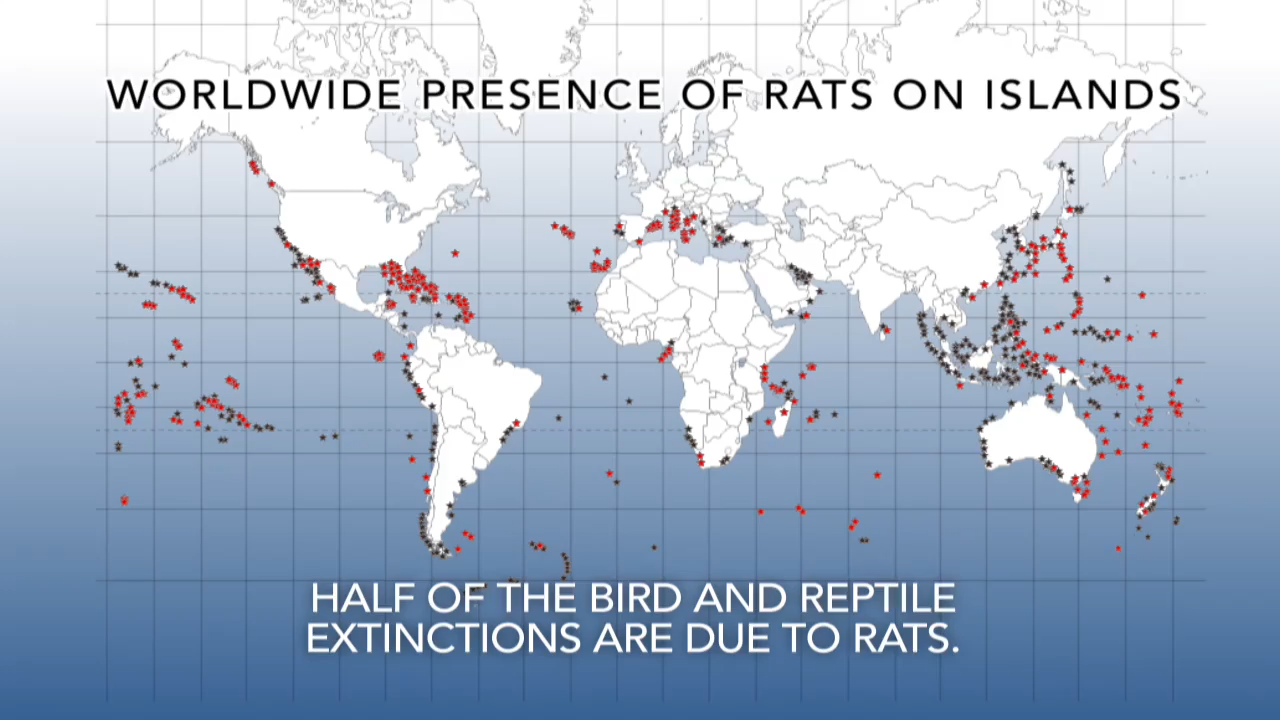 WORLDWIDE PRESENCE OF RATS ON ISLANDS
HALF OF THE BIRD AND REPTILE
EXTINCTIONS ARE DUE TO RATS.